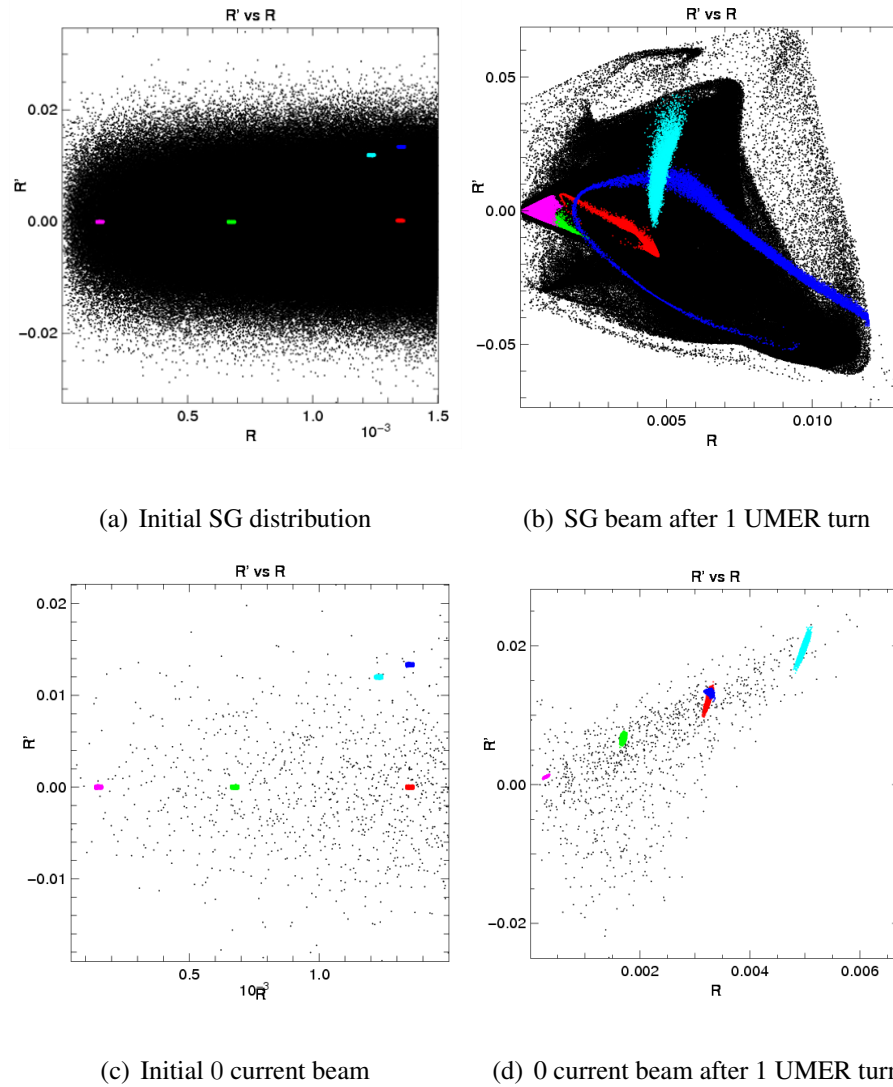 R' vs R
0.02
0.00
−0.02
R'
0.5
1.0
1.5
10⁻³
R
(a) Initial SG distribution
R' vs R
0.05
0.00
−0.05
R'
0.005
0.010
R
(b) SG beam after 1 UMER turn
R' vs R
0.02
0.01
0.00
−0.01
R'
0.5
1.0
10⁻³
R
(c) Initial 0 current beam
R' vs R
0.02
0.00
−0.02
R'
0.002
0.004
0.006
R
(d) 0 current beam after 1 UMER turn